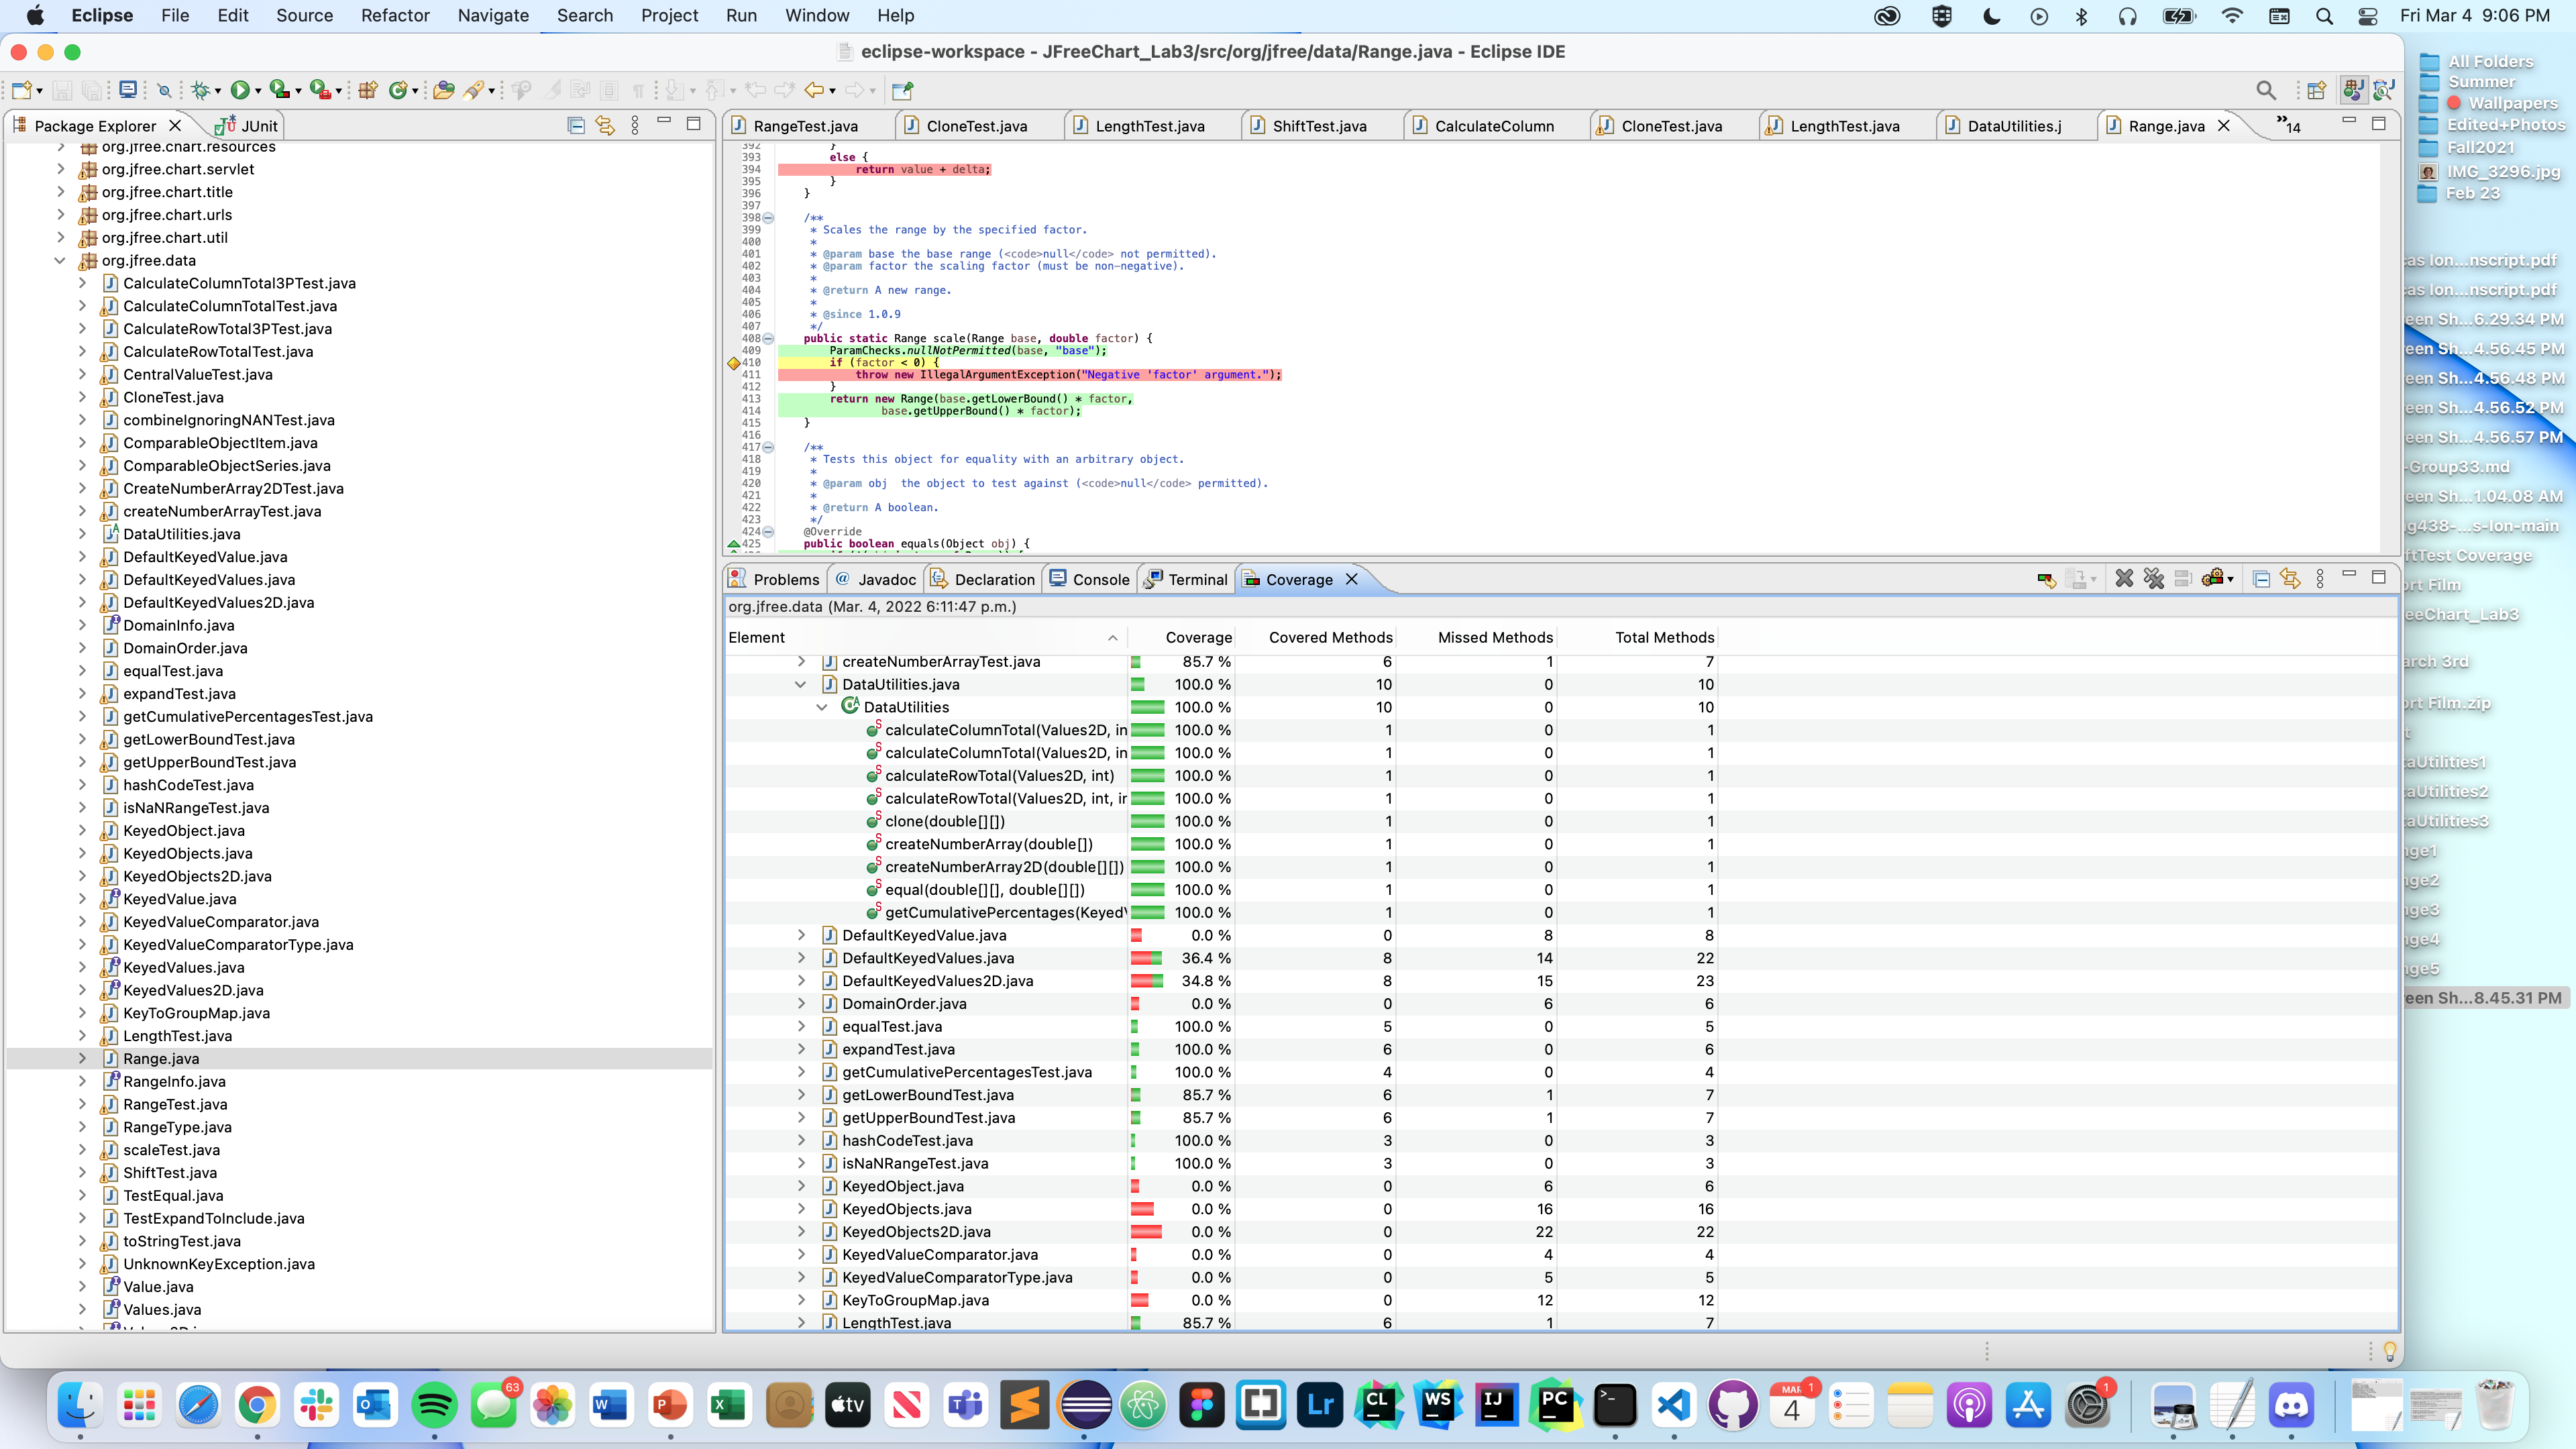 Eclipse File Edit Source Refactor Navigate Search Project Run Window Help
Fri Mar 4 9:06 PM
eclipse-workspace - JFreeChart_Lab3/src/org/jfree/data/Range.java - Eclipse IDE
Package Explorer
JUnit
org.jfree.chart.resources
org.jfree.chart.servlet
org.jfree.chart.title
org.jfree.chart.urls
org.jfree.chart.util
org.jfree.data
CalculateColumnTotal3PTest.java
CalculateColumnTotalTest.java
CalculateRowTotal3PTest.java
CalculateRowTotalTest.java
CentralValueTest.java
CloneTest.java
combineIgnoringNANTest.java
ComparableObjectItem.java
ComparableObjectSeries.java
CreateNumberArray2DTest.java
createNumberArrayTest.java
DataUtilities.java
DefaultKeyedValue.java
DefaultKeyedValues.java
DefaultKeyedValues2D.java
DomainInfo.java
DomainOrder.java
equalTest.java
expandTest.java
getCumulativePercentagesTest.java
getLowerBoundTest.java
getUpperBoundTest.java
hashCodeTest.java
isNaNRangeTest.java
KeyedObject.java
KeyedObjects.java
KeyedObjects2D.java
KeyedValue.java
KeyedValueComparator.java
KeyedValueComparatorType.java
KeyedValues.java
KeyedValues2D.java
KeyToGroupMap.java
LengthTest.java
Range.java
RangeInfo.java
RangeTest.java
RangeType.java
scaleTest.java
ShiftTest.java
TestEqual.java
TestExpandToInclude.java
toStringTest.java
UnknownKeyException.java
Value.java
Values.java
RangeTest.java CloneTest.java LengthTest.java ShiftTest.java CalculateColumn CloneTest.java LengthTest.java DataUtilities.j Range.java 14
392 }
393 else {
394 return value + delta;
395 }
396 }
397
398 /**
399 * Scales the range by the specified factor.
400 *
401 * @param base the base range (<code>null</code> not permitted).
402 * @param factor the scaling factor (must be non-negative).
403 *
404 * @return A new range.
405 *
406 * @since 1.0.9
407 */
408 public static Range scale(Range base, double factor) {
409 ParamChecks.nullNotPermitted(base, "base");
410 if (factor < 0) {
411 throw new IllegalArgumentException("Negative 'factor' argument.");
412 }
413 return new Range(base.getLowerBound() * factor,
414 base.getUpperBound() * factor);
415 }
416
417 /**
418 * Tests this object for equality with an arbitrary object.
419 *
420 * @param obj the object to test against (<code>null</code> permitted).
421 *
422 * @return A boolean.
423 */
424 @Override
425 public boolean equals(Object obj) {
Problems Javadoc Declaration Console Terminal Coverage
org.jfree.data (Mar. 4, 2022 6:11:47 p.m.)
Element Coverage Covered Methods Missed Methods Total Methods
createNumberArrayTest.java 85.7 % 6 1 7
DataUtilities.java 100.0 % 10 0 10
DataUtilities 100.0 % 10 0 10
calculateColumnTotal(Values2D, in 100.0 % 1 0 1
calculateColumnTotal(Values2D, in 100.0 % 1 0 1
calculateRowTotal(Values2D, int) 100.0 % 1 0 1
calculateRowTotal(Values2D, int, ir 100.0 % 1 0 1
clone(double[][]) 100.0 % 1 0 1
createNumberArray(double[]) 100.0 % 1 0 1
createNumberArray2D(double[][]) 100.0 % 1 0 1
equal(double[][], double[][]) 100.0 % 1 0 1
getCumulativePercentages(KeyedV 100.0 % 1 0 1
DefaultKeyedValue.java 0.0 % 0 8 8
DefaultKeyedValues.java 36.4 % 8 14 22
DefaultKeyedValues2D.java 34.8 % 8 15 23
DomainOrder.java 0.0 % 0 6 6
equalTest.java 100.0 % 5 0 5
expandTest.java 100.0 % 6 0 6
getCumulativePercentagesTest.java 100.0 % 4 0 4
getLowerBoundTest.java 85.7 % 6 1 7
getUpperBoundTest.java 85.7 % 6 1 7
hashCodeTest.java 100.0 % 3 0 3
isNaNRangeTest.java 100.0 % 3 0 3
KeyedObject.java 0.0 % 0 6 6
KeyedObjects.java 0.0 % 0 16 16
KeyedObjects2D.java 0.0 % 0 22 22
KeyedValueComparator.java 0.0 % 0 4 4
KeyedValueComparatorType.java 0.0 % 0 5 5
KeyToGroupMap.java 0.0 % 0 12 12
LengthTest.java 85.7 % 6 1 7
All Folders
Summer
Wallpapers
Edited+Photos
Fall2021
IMG_3296.jpg
Feb 23
as lon...nscript.pdf
as lon...nscript.pdf
een Sh...6.29.34 PM
een Sh...4.56.45 PM
een Sh...4.56.48 PM
een Sh...4.56.52 PM
een Sh...4.56.57 PM
-Group33.md
een Sh...1.04.08 AM
g438-...s-lon-main
ftTest Coverage
ort Film
eeChart_Lab3
arch 3rd
ort Film.zip
t
taUtilities1
taUtilities2
taUtilities3
nge1
nge2
nge3
nge4
nge5
een Sh...8.45.31 PM
63
tv
Lr
CL
WS
IJ
PC
MAR 1
4
1